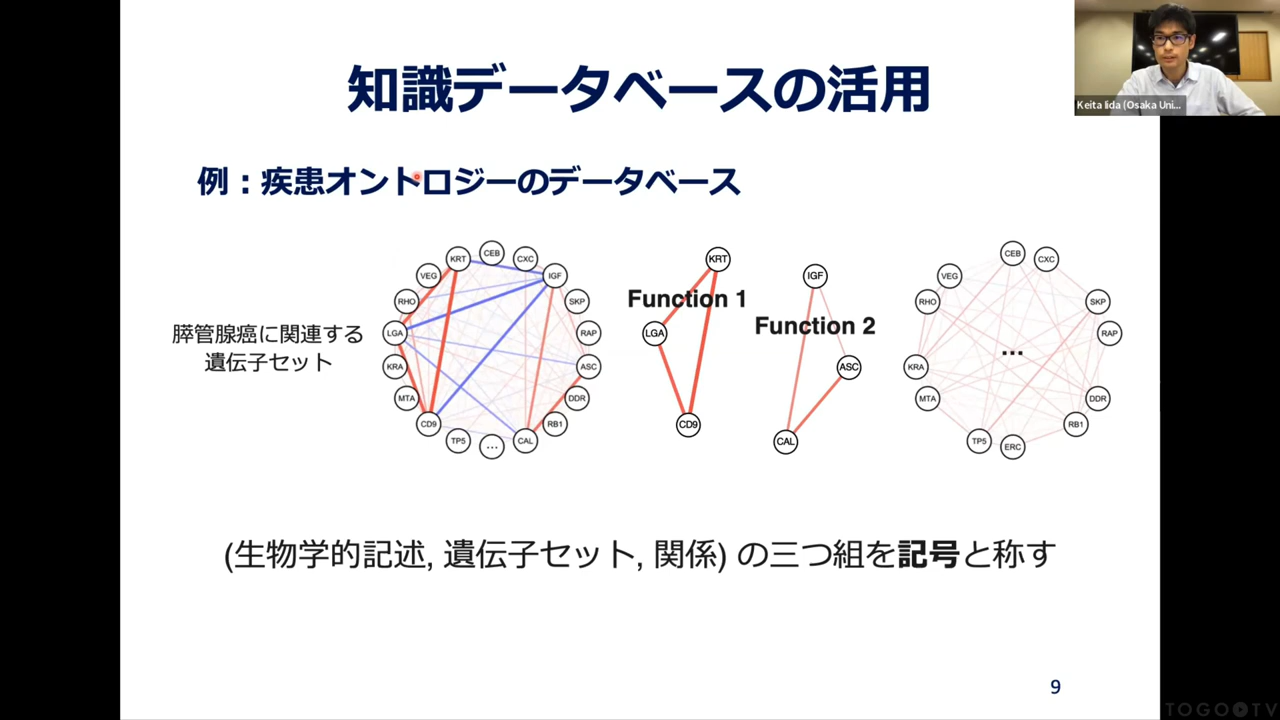 知識データベースの活用
Keita Iida (Osaka Uni...
例：疾患オントロジーのデータベース
膵管腺癌に関連する
遺伝子セット
KRT
CEB
CXC
IGF
VEG
RHO
LGA
KRA
MTA
CD9
TP5
...
CAL
RB1
DDR
ASC
RAP
SKP
KRT
Function 1
LGA
CD9
IGF
Function 2
ASC
CAL
CEB
CXC
VEG
RHO
SKP
RAP
...
KRA
MTA
DDR
RB1
TP5
ERC
(生物学的記述, 遺伝子セット, 関係) の三つ組を記号と称す
9
TOGOTV